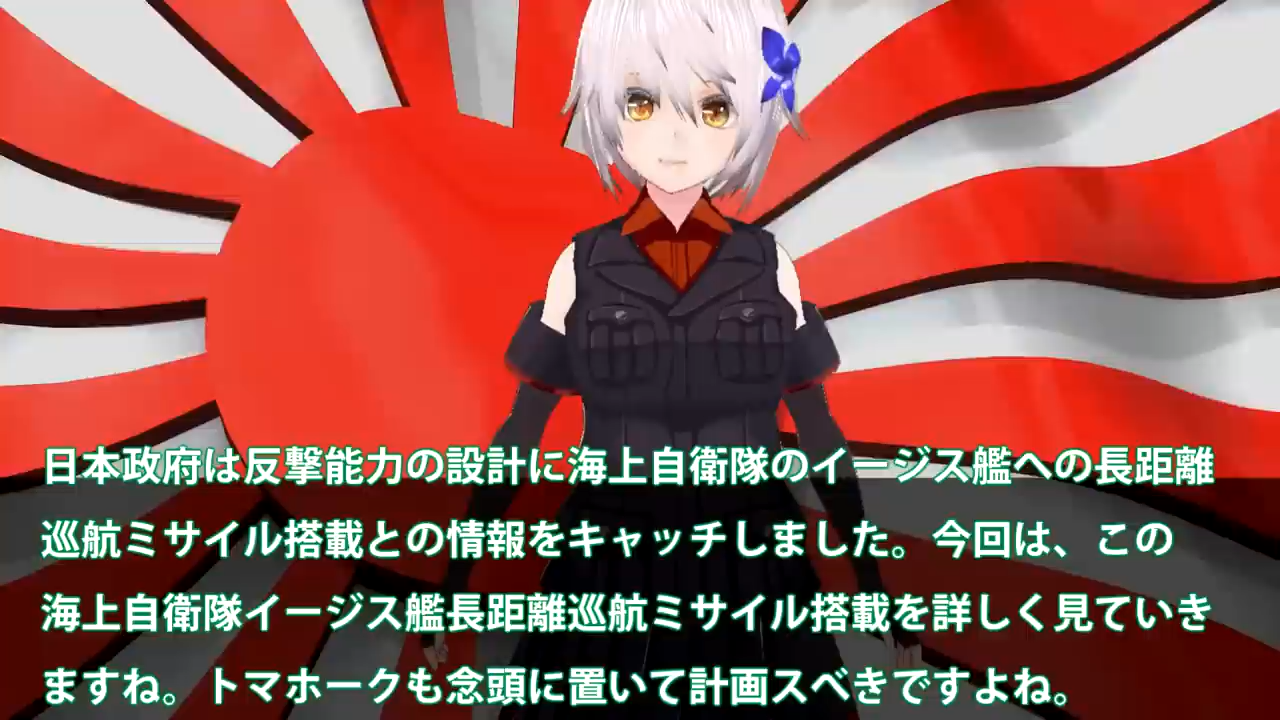 日本政府は反撃能力の設計に海上自衛隊のイージス艦への長距離
巡航ミサイル搭載との情報をキャッチしました。今回は、この
海上自衛隊イージス艦長距離巡航ミサイル搭載を詳しく見ていき
ますね。トマホークも念頭に置いて計画スべきですよね。